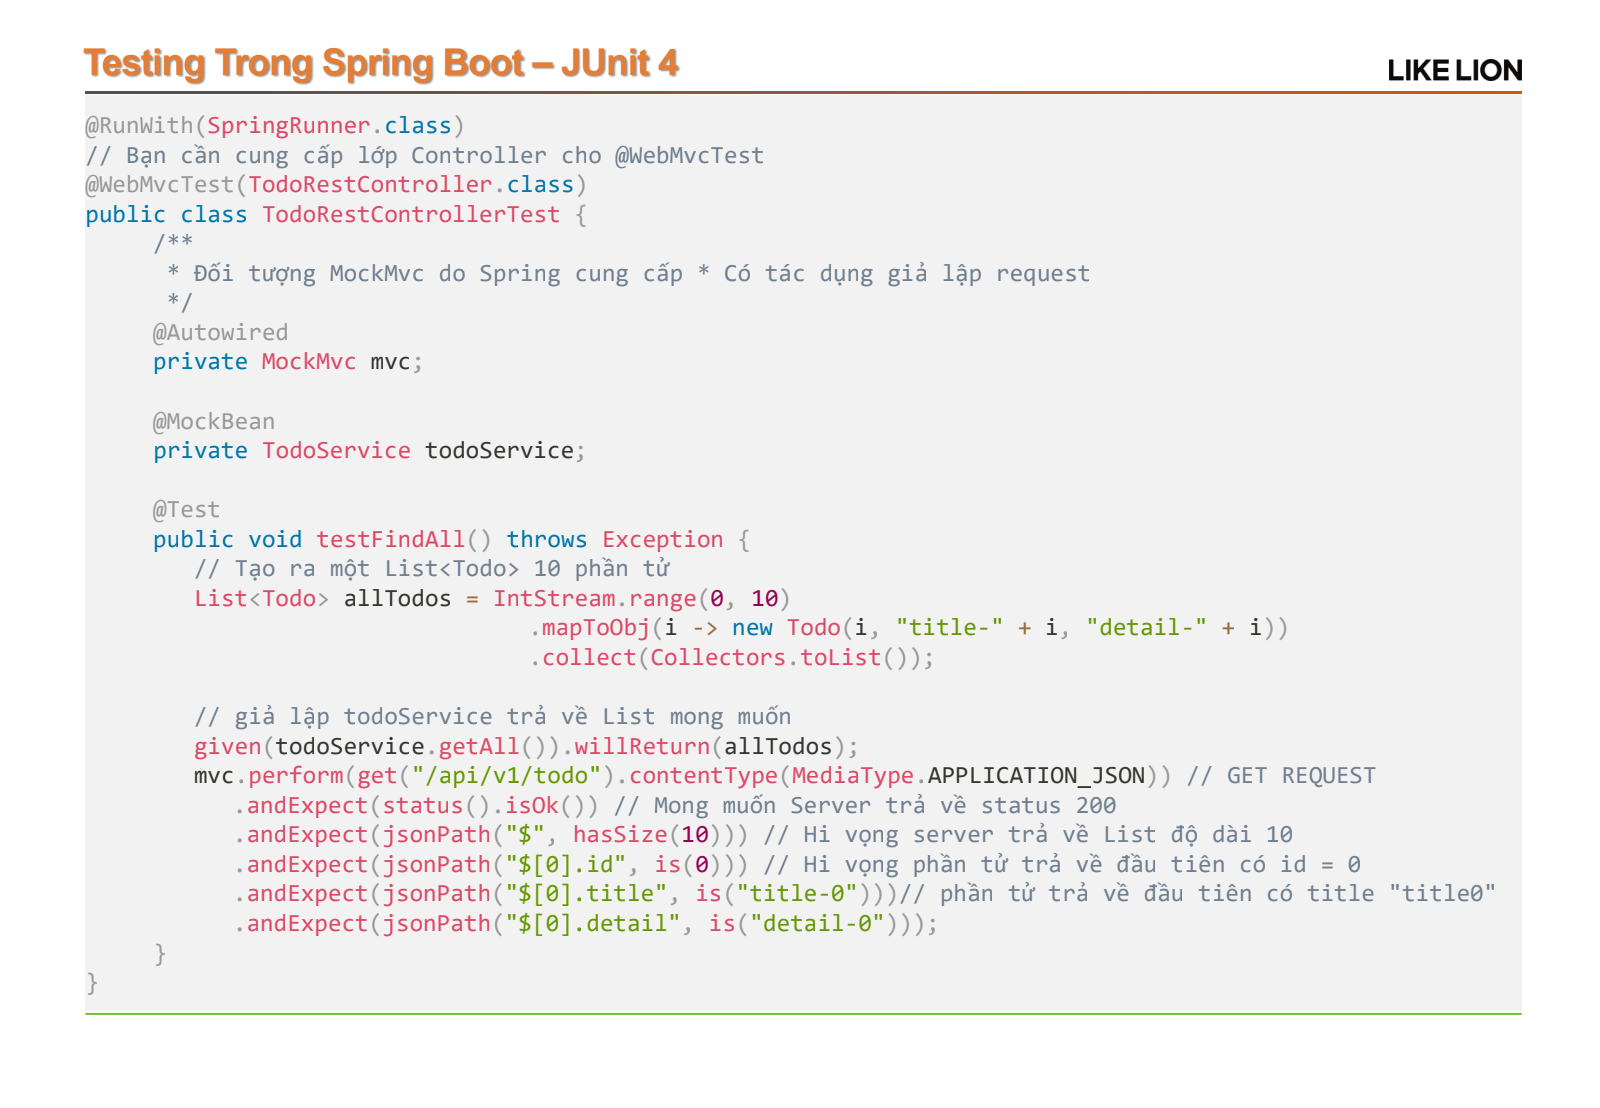 Testing Trong Spring Boot – JUnit 4
LIKE LION
@RunWith(SpringRunner.class)
// Bạn cần cung cấp lớp Controller cho @WebMvcTest
@WebMvcTest(TodoRestController.class)
public class TodoRestControllerTest {
/**
* Đối tượng MockMvc do Spring cung cấp * Có tác dụng giả lập request
*/
@Autowired
private MockMvc mvc;
@MockBean
private TodoService todoService;
@Test
public void testFindAll() throws Exception {
// Tạo ra một List<Todo> 10 phần tử
List<Todo> allTodos = IntStream.range(0, 10)
.mapToObj(i -> new Todo(i, "title-" + i, "detail-" + i))
.collect(Collectors.toList());
// giả lập todoService trả về List mong muốn
given(todoService.getAll()).willReturn(allTodos);
mvc.perform(get("/api/v1/todo").contentType(MediaType.APPLICATION_JSON)) // GET REQUEST
.andExpect(status().isOk()) // Mong muốn Server trả về status 200
.andExpect(jsonPath("$", hasSize(10))) // Hi vọng server trả về List độ dài 10
.andExpect(jsonPath("$[0].id", is(0))) // Hi vọng phần tử trả về đầu tiên có id = 0
.andExpect(jsonPath("$[0].title", is("title-0")))// phần tử trả về đầu tiên có title "title0"
.andExpect(jsonPath("$[0].detail", is("detail-0")));
}
}